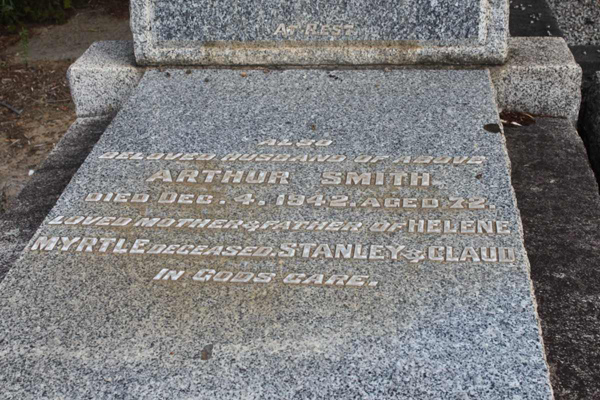 AT REST
ALSO
BELOVED HUSBAND OF ABOVE
ARTHUR SMITH.
DIED DEC. 4. 1942. AGED 72.
LOVED MOTHER & FATHER OF HELENE
MYRTLE DECEASED. STANLEY & CLAUD
IN GODS CARE.